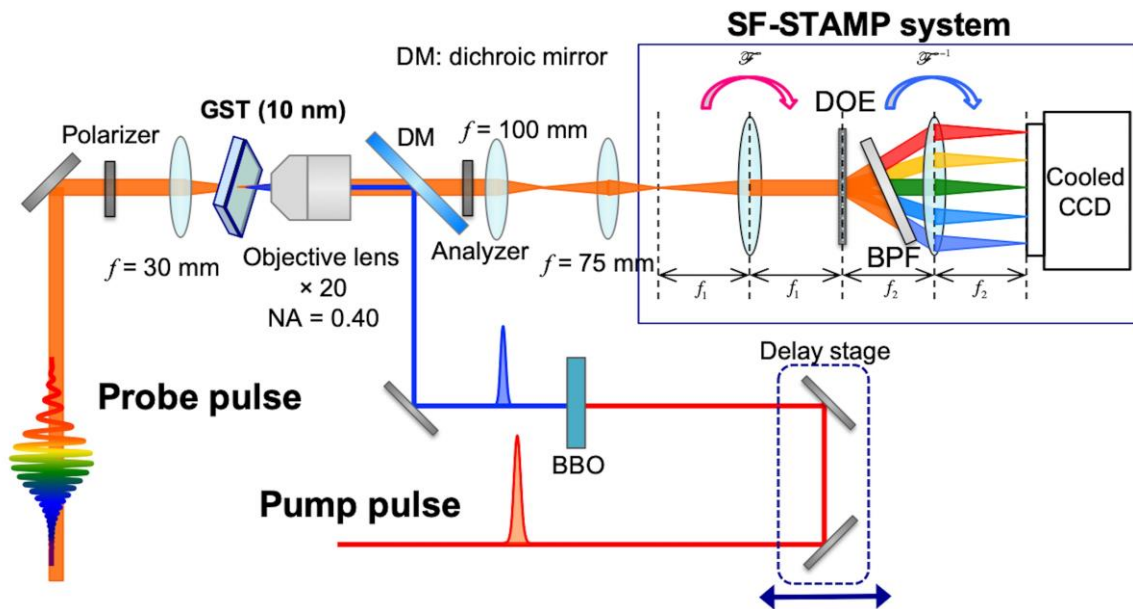 SF-STAMP system
DM: dichroic mirror
ℱ
ℱ⁻¹
DOE
GST (10 nm)
Polarizer
DM
f = 100 mm
Cooled
CCD
f = 30 mm
Objective lens
× 20
NA = 0.40
Analyzer
f = 75 mm
BPF
f₁
f₁
f₂
f₂
Delay stage
Probe pulse
BBO
Pump pulse